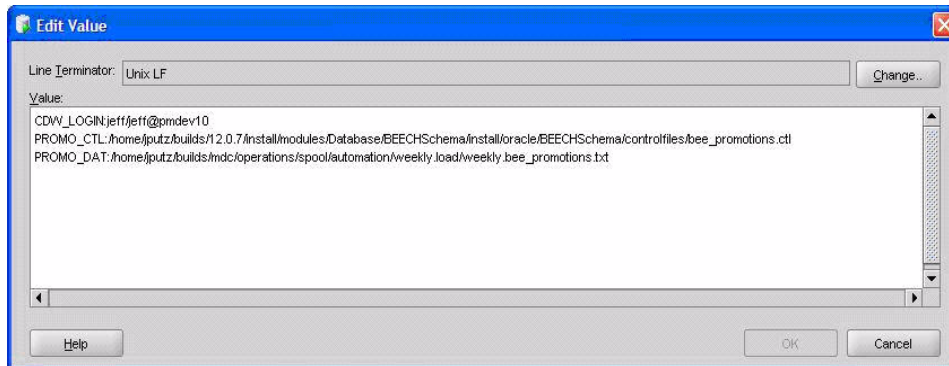 Edit Value
Line Terminator: Unix LF Change..
Value:
CDW_LOGIN:jeff/jeff@pmdev10
PROMO_CTL:/home/jputz/builds/12.0.7/install/modules/Database/BEECHSchema/install/oracle/BEECHSchema/controlfiles/bee_promotions.ctl
PROMO_DAT:/home/jputz/builds/mdc/operations/spool/automation/weekly.load/weekly.bee_promotions.txt
Help OK Cancel